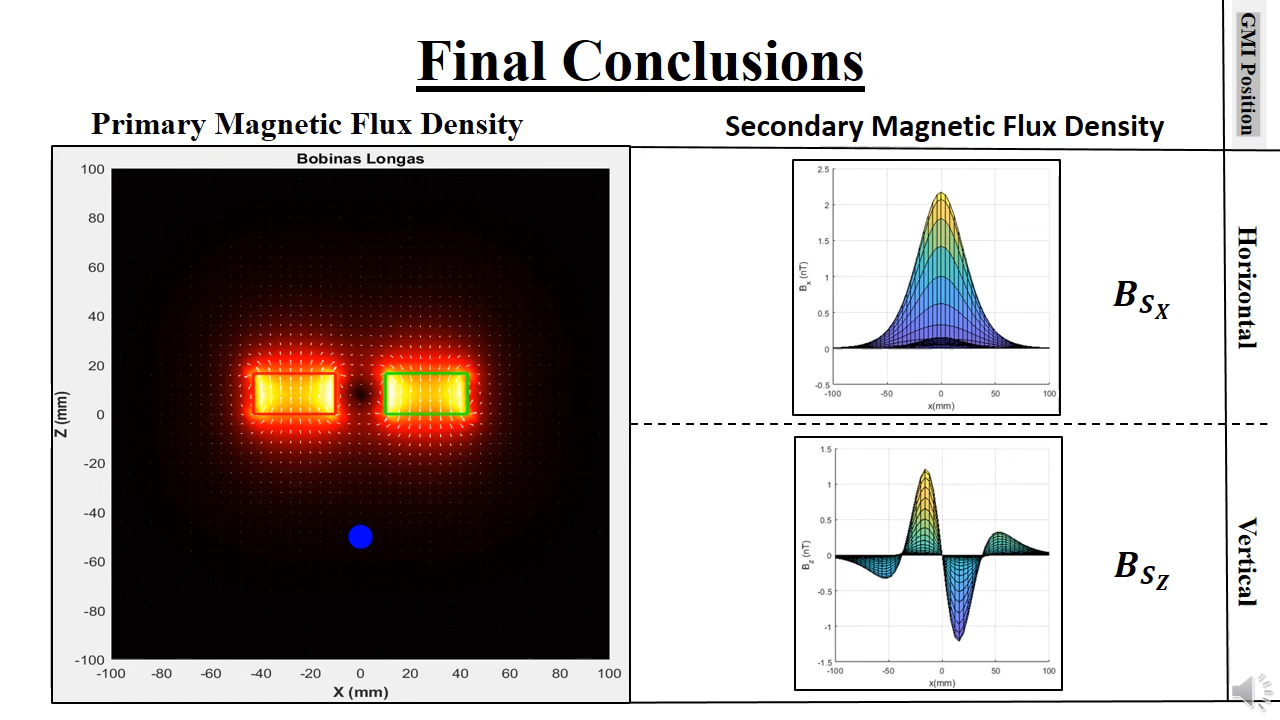 Final Conclusions
GMI Position
Primary Magnetic Flux Density
Secondary Magnetic Flux Density
Bobinas Longas
100
80
60
40
20
0
-20
-40
-60
-80
-100
Z (mm)
-100 -80 -60 -40 -20 0 20 40 60 80 100
X (mm)
2.5
2
1.5
1
0.5
0
-0.5
Bx (nT)
-100 -50 0 50 100
x(mm)
BSX
Horizontal
1.5
1
0.5
0
-0.5
-1
-1.5
Bz (nT)
-100 -50 0 50 100
x(mm)
BSZ
Vertical